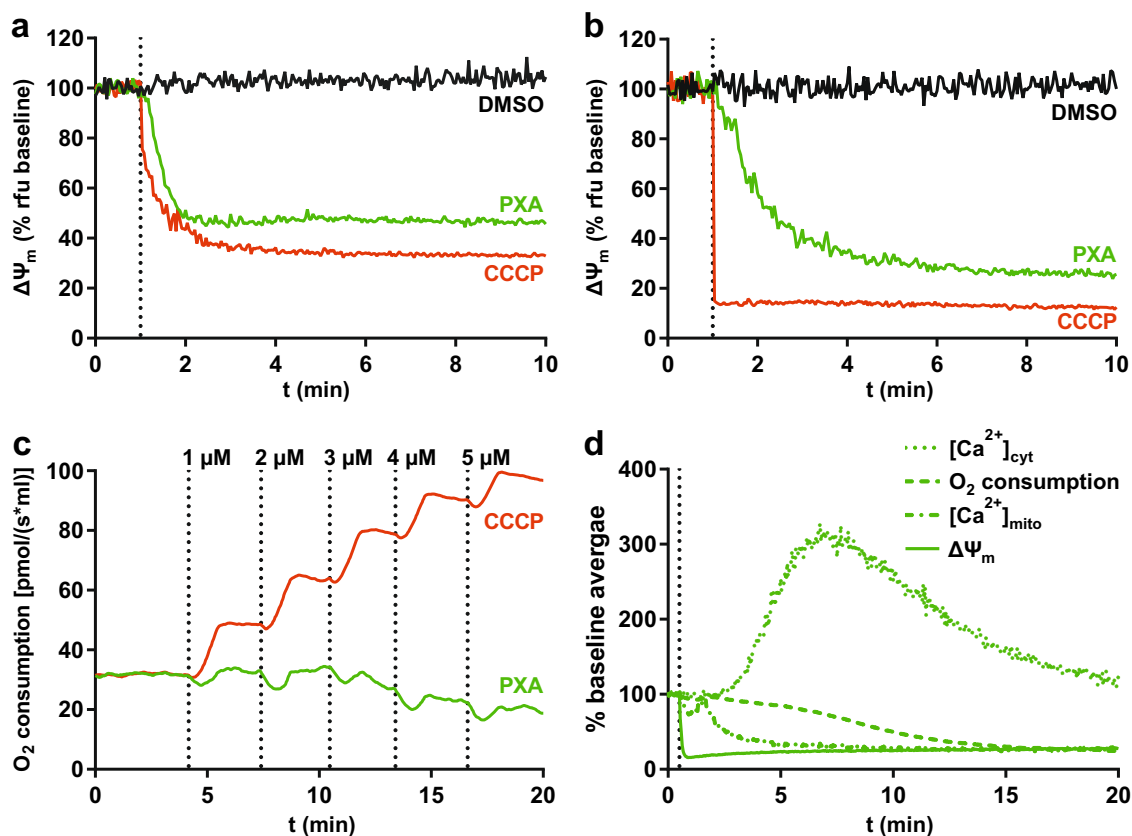 a
120
100
80
60
40
20
0
ΔΨm (% rfu baseline)
DMSO
PXA
CCCP
0 2 4 6 8 10
t (min)
b
120
100
80
60
40
20
0
ΔΨm (% rfu baseline)
DMSO
PXA
CCCP
0 2 4 6 8 10
t (min)
c
1 µM 2 µM 3 µM 4 µM 5 µM
100
80
60
40
20
0
O2 consumption [pmol/(s*ml)]
CCCP
PXA
0 5 10 15 20
t (min)
d
[Ca2+]cyt
O2 consumption
[Ca2+]mito
ΔΨm
400
300
200
100
0
% baseline avergae
0 5 10 15 20
t (min)